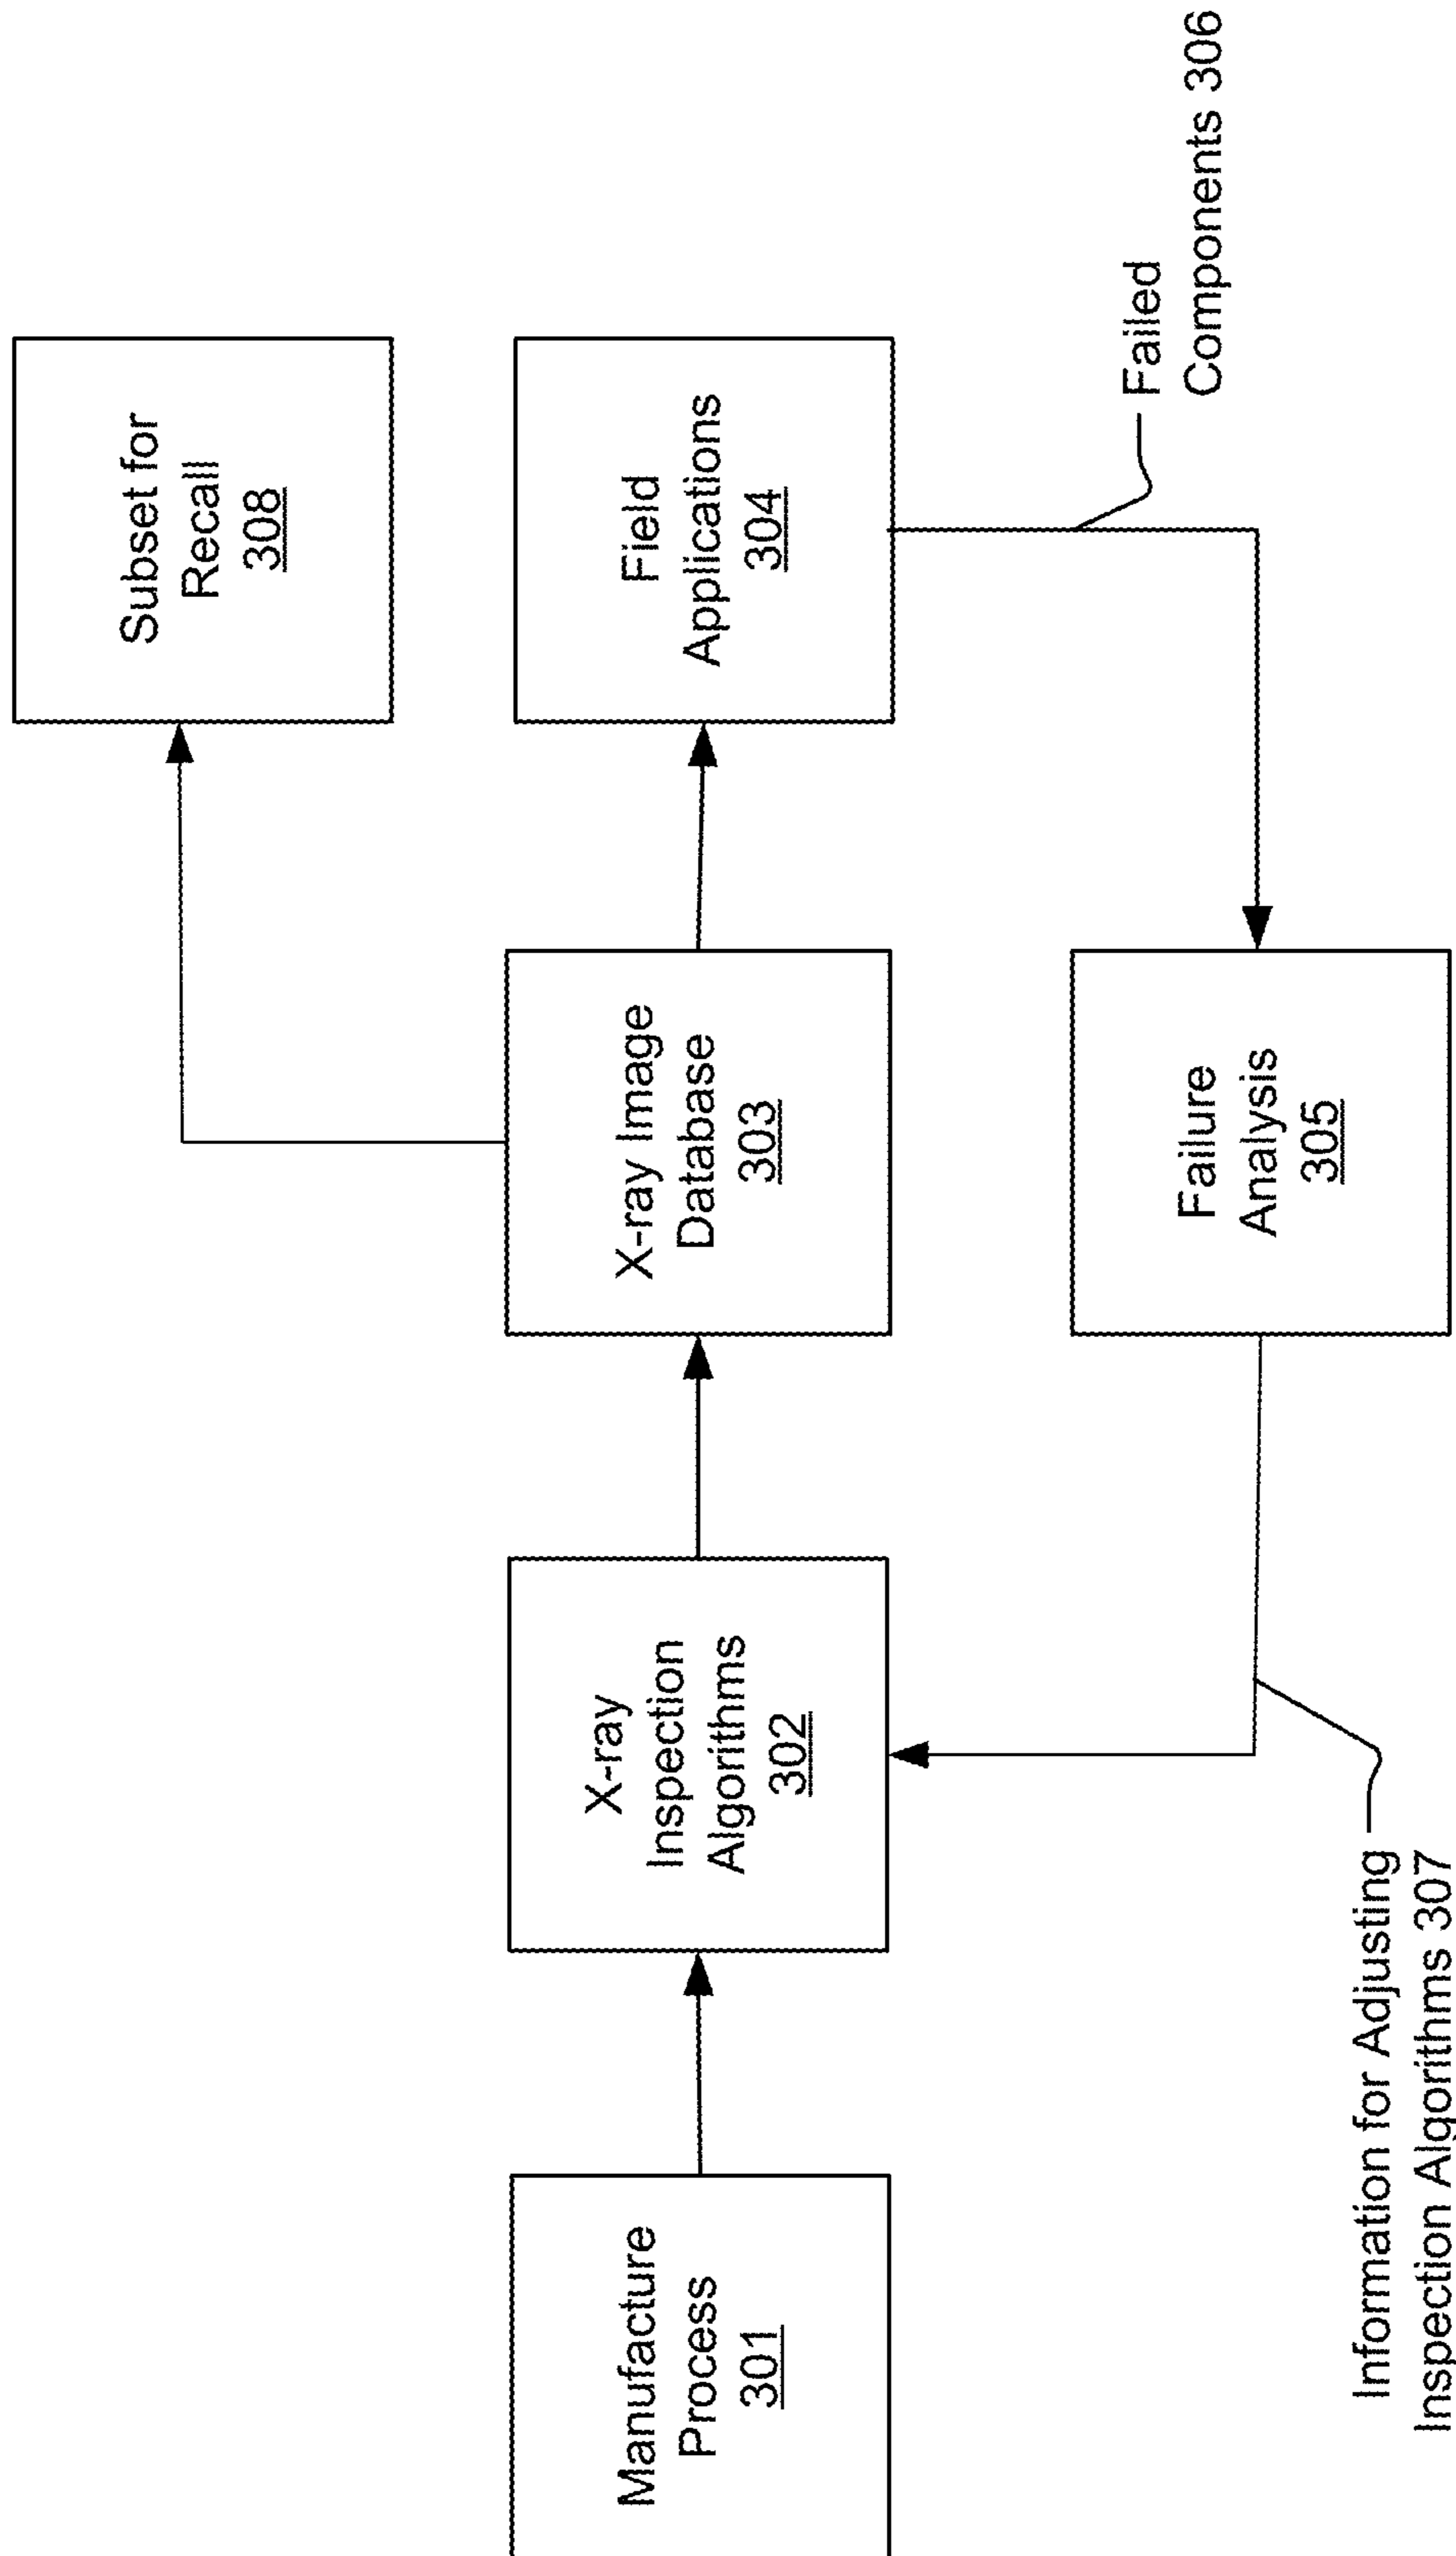 Subset for
Recall
308
Manufacture
Process
301
X-ray
Inspection
Algorithms
302
X-ray Image
Database
303
Field
Applications
304
Failure
Analysis
305
Failed
Components 306
Information for Adjusting
Inspection Algorithms 307